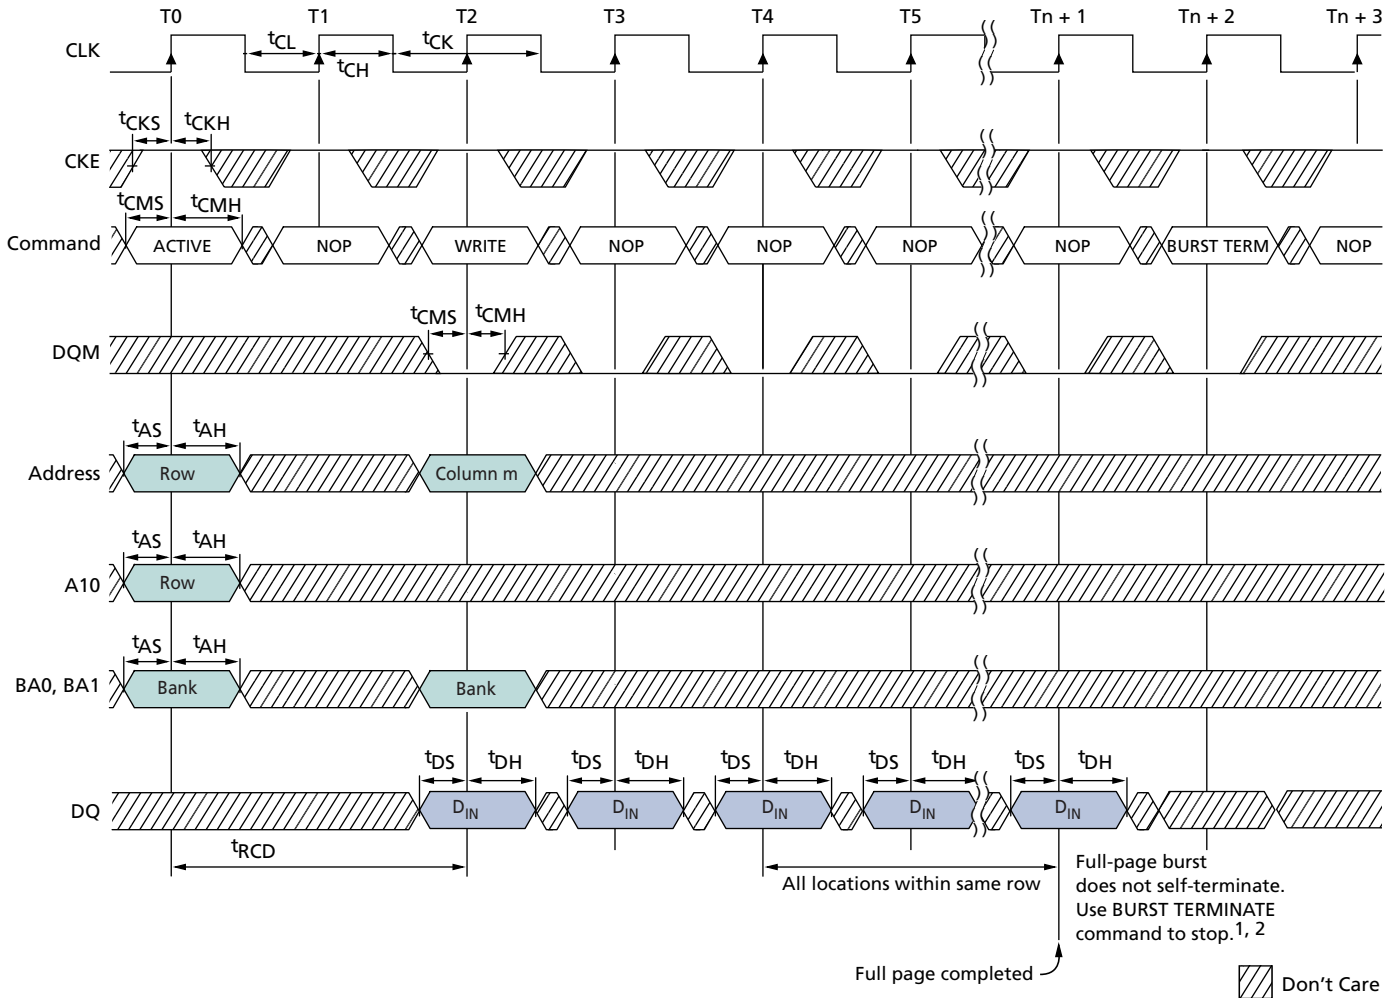 T0 T1 T2 T3 T4 T5 Tn + 1 Tn + 2 Tn + 3
CLK
tCL tCH tCK
tCKS tCKH
CKE
tCMS tCMH
Command ACTIVE NOP WRITE NOP NOP NOP NOP BURST TERM NOP
tCMS tCMH
DQM
tAS tAH
Address Row Column m
tAS tAH
A10 Row
tAS tAH
BA0, BA1 Bank Bank
tDS tDH tDS tDH tDS tDH tDS tDH tDS tDH
DQ DIN DIN DIN DIN DIN
tRCD
All locations within same row
Full-page burst
does not self-terminate.
Use BURST TERMINATE
command to stop.1, 2
Full page completed
Don't Care